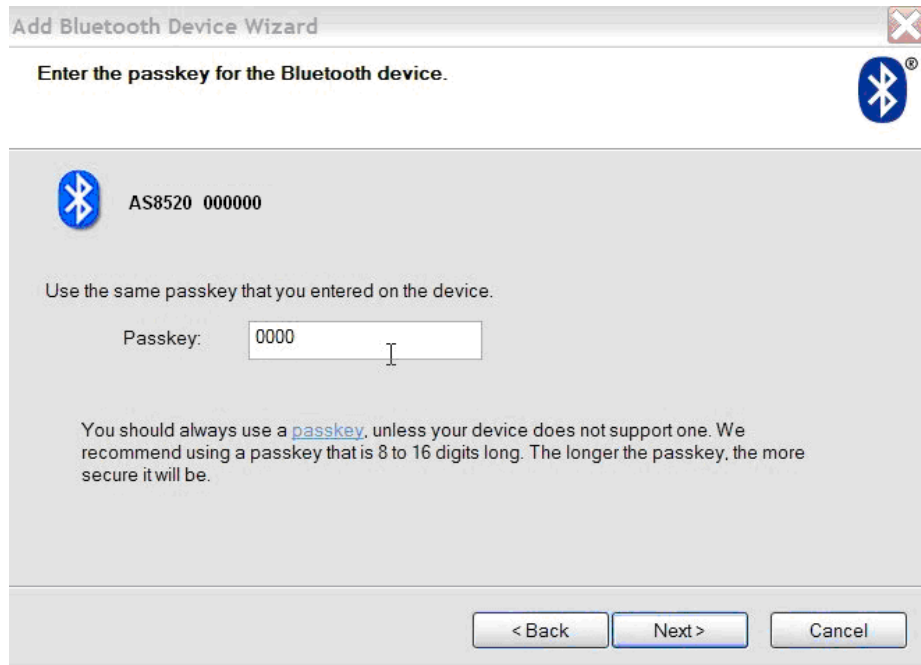 Add Bluetooth Device Wizard
Enter the passkey for the Bluetooth device.
®
AS8520 000000
Use the same passkey that you entered on the device.
Passkey: 0000
You should always use a passkey, unless your device does not support one. We
recommend using a passkey that is 8 to 16 digits long. The longer the passkey, the more
secure it will be.
< Back Next > Cancel